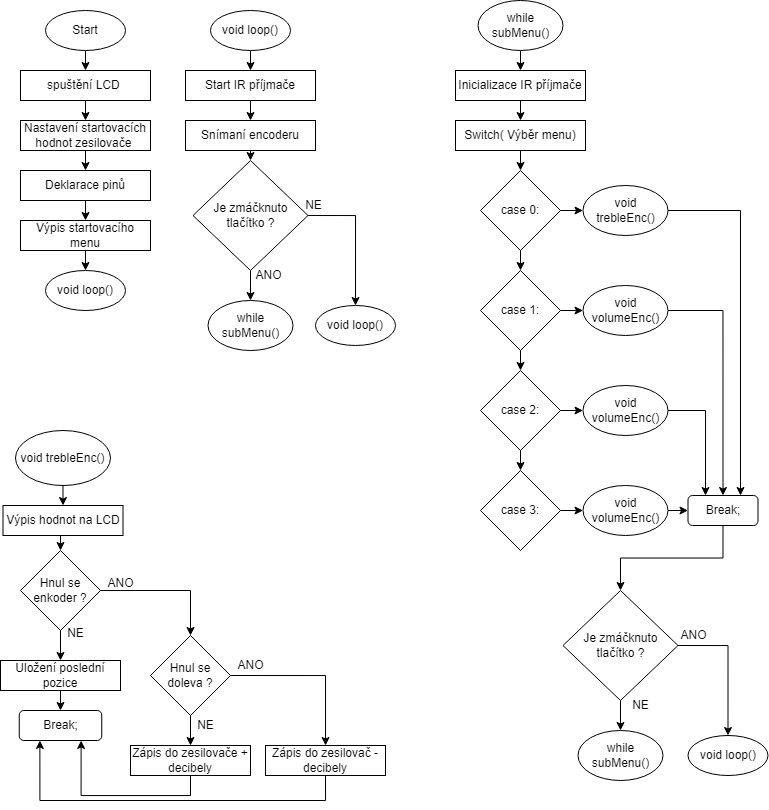 Start
spuštění LCD
Nastavení startovacích
hodnot zesilovače
Deklarace pinů
Výpis startovacího
menu
void loop()
void loop()
Start IR příjmače
Snímaní encoderu
Je zmáčknuto
tlačítko ?
NE
ANO
while
subMenu()
void loop()
while
subMenu()
Inicializace IR příjmače
Switch( Výběr menu)
case 0:
void
trebleEnc()
case 1:
void
volumeEnc()
case 2:
void
volumeEnc()
case 3:
void
volumeEnc()
Break;
Je zmáčknuto
tlačítko ?
ANO
NE
while
subMenu()
void loop()
void trebleEnc()
Výpis hodnot na LCD
Hnul se
enkoder ?
ANO
NE
Uložení poslední
pozice
Break;
Hnul se
doleva ?
ANO
NE
Zápis do zesilovače +
decibely
Zápis do zesilovač -
decibely